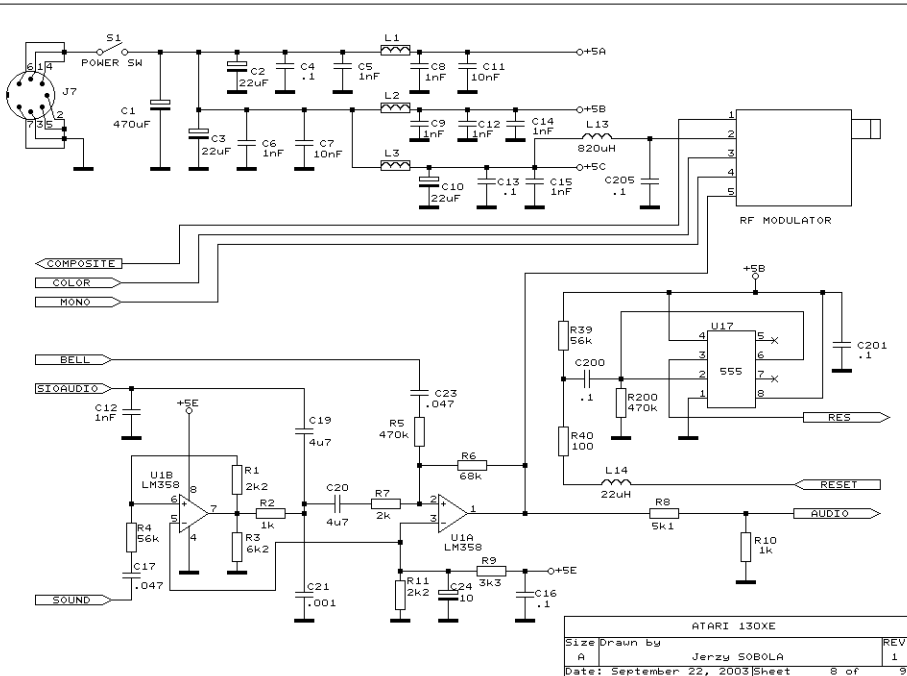 S1
POWER SW
6 1 4
J7
7 3 5
2
C1
470uF
C2
22uF
C4
.1
C5
1nF
L1
C8
1nF
C11
10nF
+5A
C3
22uF
C6
1nF
C7
10nF
L2
C9
1nF
C12
1nF
C14
1nF
+5B
L3
C10
22uF
C13
.1
C15
1nF
+5C
L13
820uH
C205
.1
1
2
3
4
5
RF MODULATOR
COMPOSITE
COLOR
MONO
BELL
SIOAUDIO
C12
1nF
+5E
C19
4u7
C23
.047
R5
470k
R6
68k
U1B
LM358
8
6
+
5
-
7
4
R1
2k2
R2
1k
R3
6k2
R4
56k
C17
.047
SOUND
C20
4u7
R7
2k
2
+
3
-
1
U1A
LM358
C21
.001
R11
2k2
C24
10
R9
3k3
+5E
C16
.1
R8
5k1
R10
1k
AUDIO
+5B
R39
56k
C200
.1
R200
470k
R40
100
L14
22uH
RESET
U17
555
4
3
2
1
5
6
7
8
C201
.1
RES
ATARI 130XE
Size Drawn by REV
A Jerzy SOBOLA 1
Date: September 22, 2003 Sheet 8 of 9